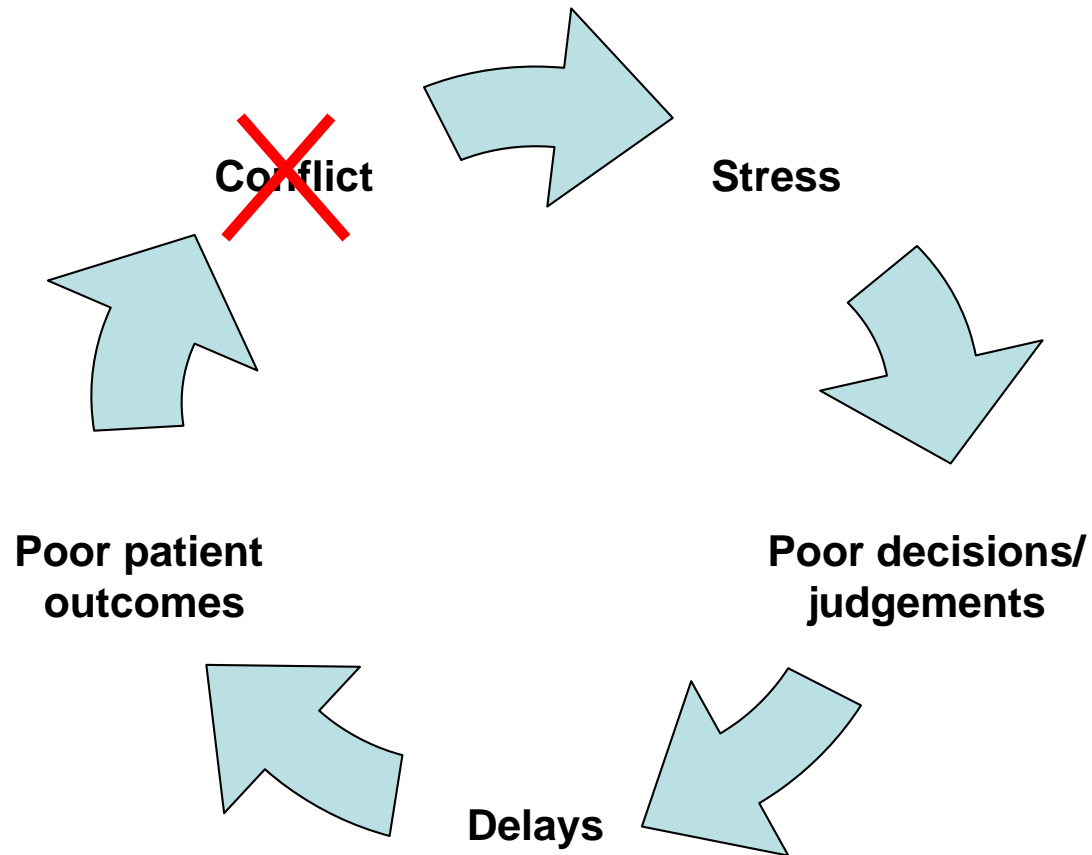 Conflict
Stress
Poor decisions/
judgements
Delays
Poor patient
outcomes